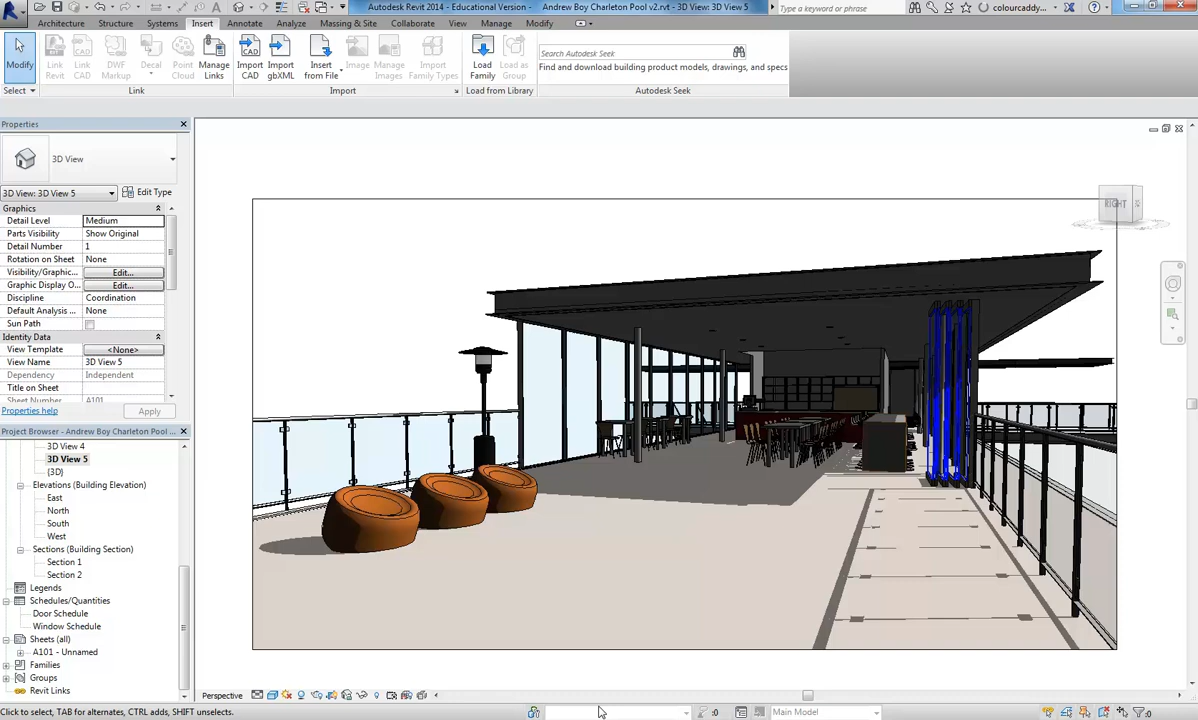 Autodesk Revit 2014 - Educational Version - Andrew Boy Charleton Pool v2.rvt - 3D View: 3D View 5
Type a keyword or phrase
colourcaddy...
Architecture Structure Systems Insert Annotate Analyze Massing & Site Collaborate View Manage Modify
Modify
Link Revit
Link CAD
DWF Markup
Decal
Point Cloud
Manage Links
Import CAD
Import gbXML
Insert from File
Image
Manage Images
Import Family Types
Load Family
Load as Group
Search Autodesk Seek
Find and download building product models, drawings, and specs
Select
Link
Import
Load from Library
Autodesk Seek
Properties
3D View
3D View: 3D View 5
Edit Type
Graphics
Detail Level Medium
Parts Visibility Show Original
Detail Number 1
Rotation on Sheet None
Visibility/Graphic... Edit...
Graphic Display O... Edit...
Discipline Coordination
Default Analysis ... None
Sun Path
Identity Data
View Template <None>
View Name 3D View 5
Dependency Independent
Title on Sheet
Sheet Number A101
Properties help
Apply
Project Browser - Andrew Boy Charleton Pool ...
3D View 4
3D View 5
{3D}
Elevations (Building Elevation)
East
North
South
West
Sections (Building Section)
Section 1
Section 2
Legends
Schedules/Quantities
Door Schedule
Window Schedule
Sheets (all)
A101 - Unnamed
Families
Groups
Revit Links
RIGHT
Perspective
Click to select, TAB for alternates, CTRL adds, SHIFT unselects.
:0
Main Model
:0